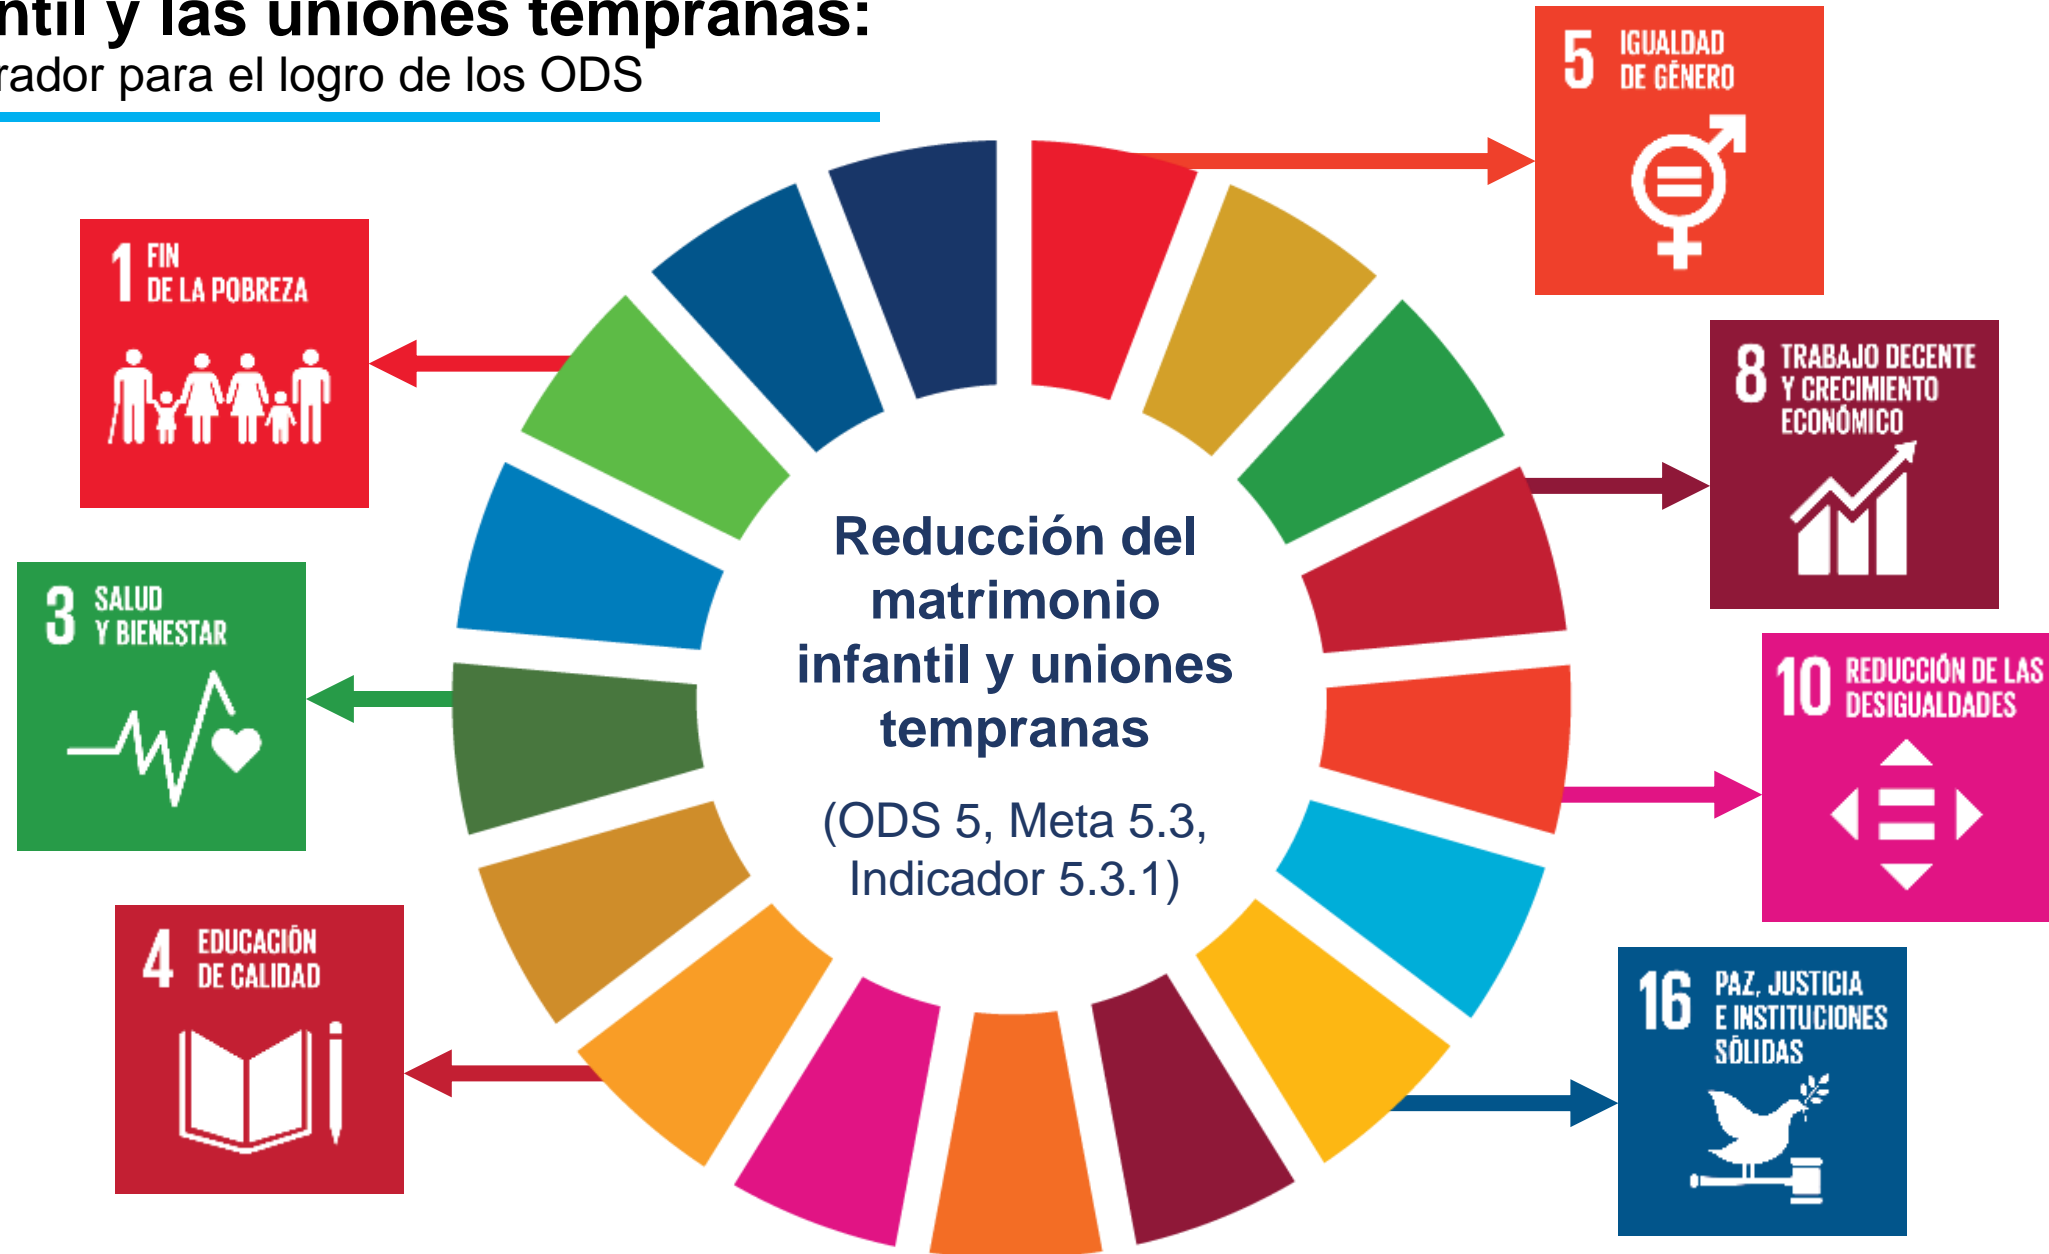 ntil y las uniones tempranas:
rador para el logro de los ODS
5 IGUALDAD
DE GÉNERO
1 FIN
DE LA POBREZA
8 TRABAJO DECENTE
Y CRECIMIENTO
ECONÓMICO
Reducción del
matrimonio
infantil y uniones
tempranas
(ODS 5, Meta 5.3,
Indicador 5.3.1)
3 SALUD
Y BIENESTAR
10 REDUCCIÓN DE LAS
DESIGUALDADES
4 EDUCACIÓN
DE CALIDAD
16 PAZ, JUSTICIA
E INSTITUCIONES
SÓLIDAS